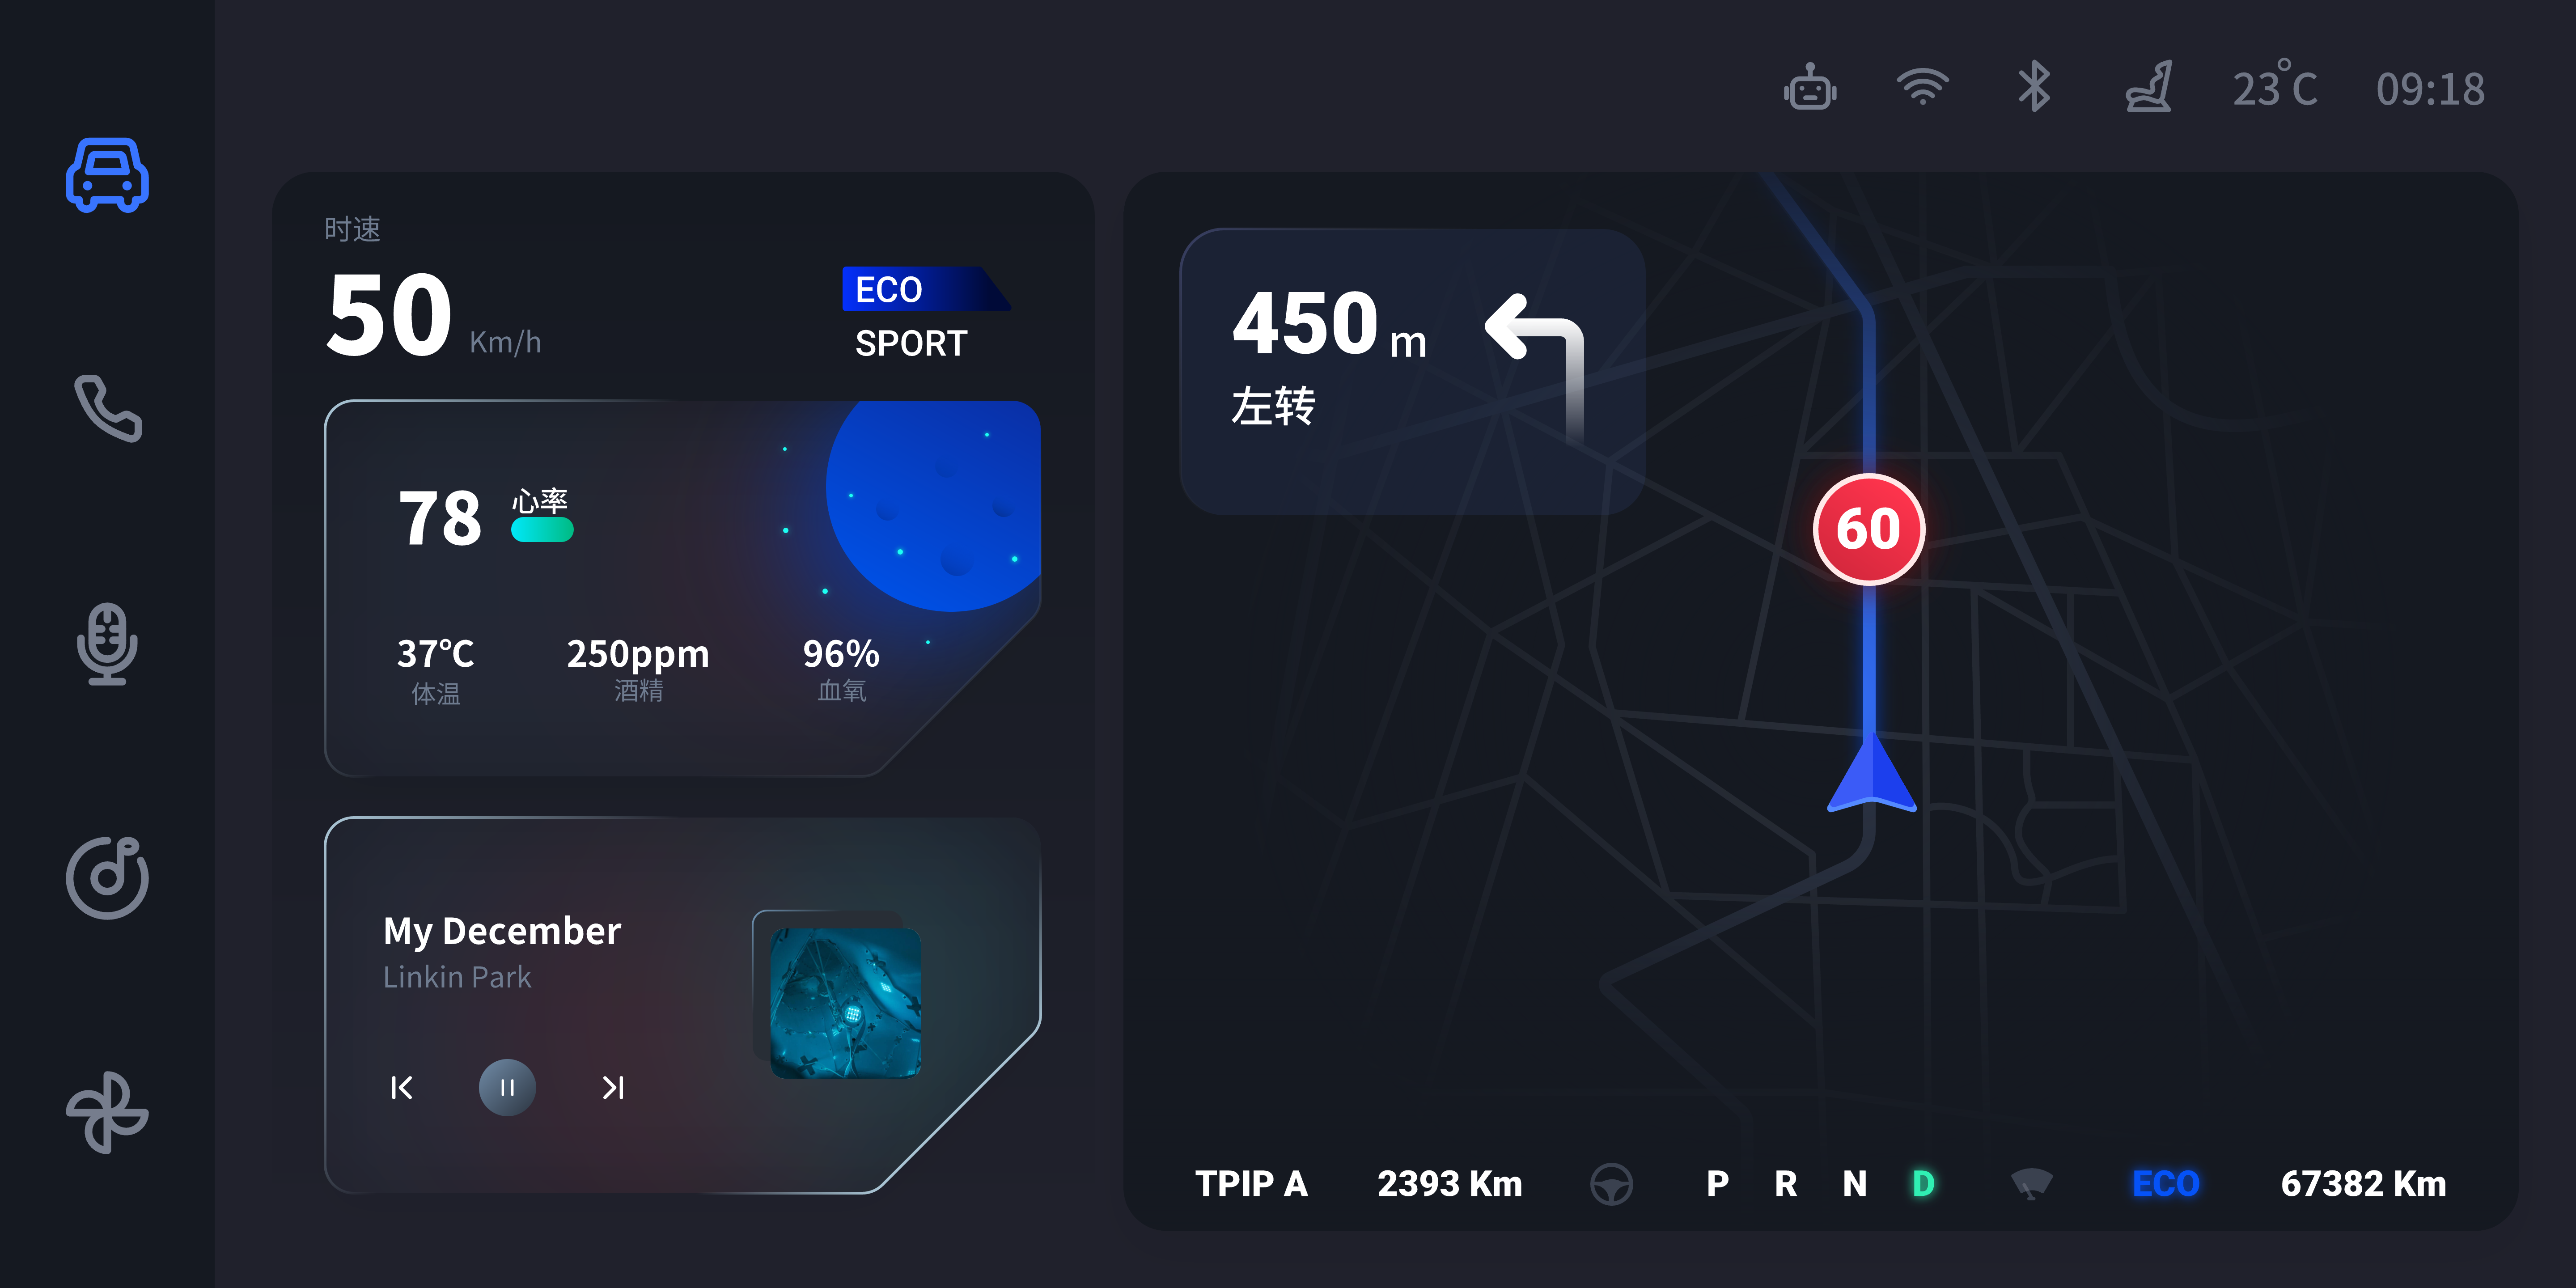 23°C 09:18
时速
50 Km/h
ECO
SPORT
78 心率
37°C 250ppm 96%
体温 酒精 血氧
My December
Linkin Park
450 m
左转
60
TPIP A 2393 Km P R N D ECO 67382 Km